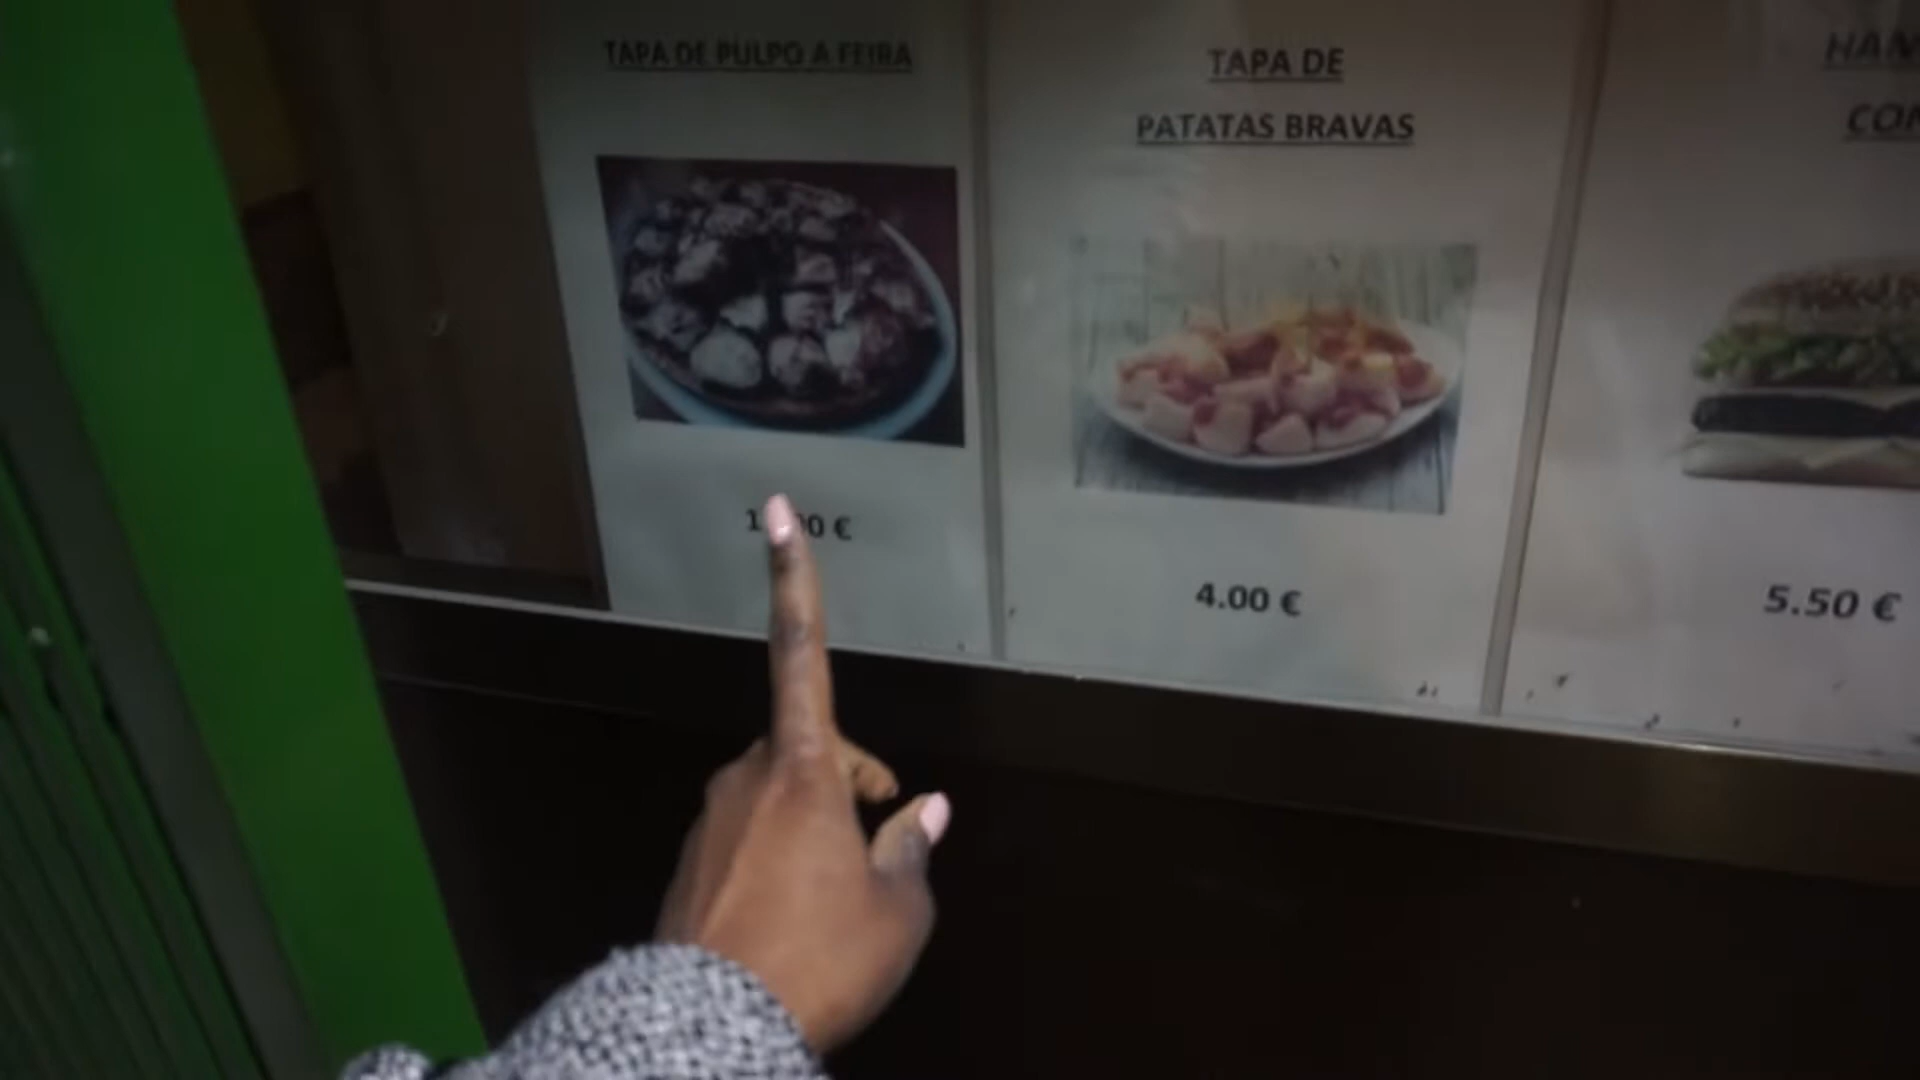 TAPA DE PULPO A FEIRA
€
TAPA DE
PATATAS BRAVAS
4.00 €
5.50 €